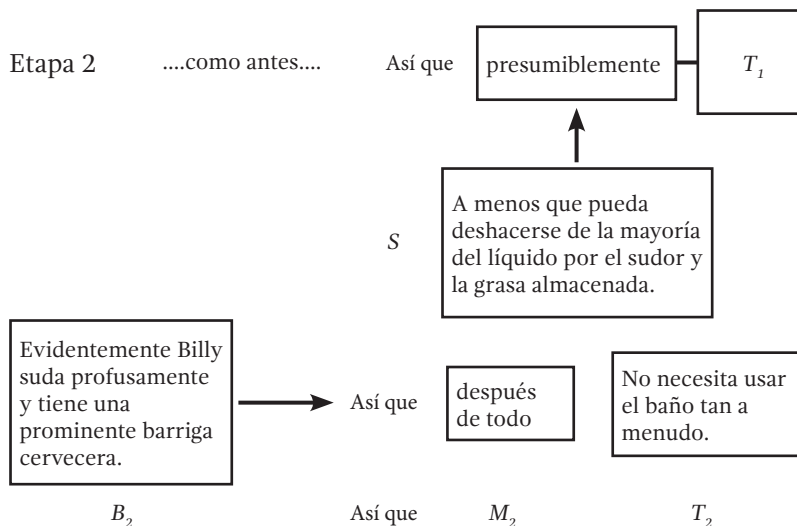 Etapa 2 ....como antes.... Así que presumiblemente T₁
A menos que pueda
deshacerse de la mayoría
S del líquido por el sudor y
la grasa almacenada.
Evidentemente Billy
suda profusamente
y tiene una
prominente barriga
cervecera.
Así que
después
de todo
No necesita usar
el baño tan a
menudo.
B₂ Así que M₂ T₂